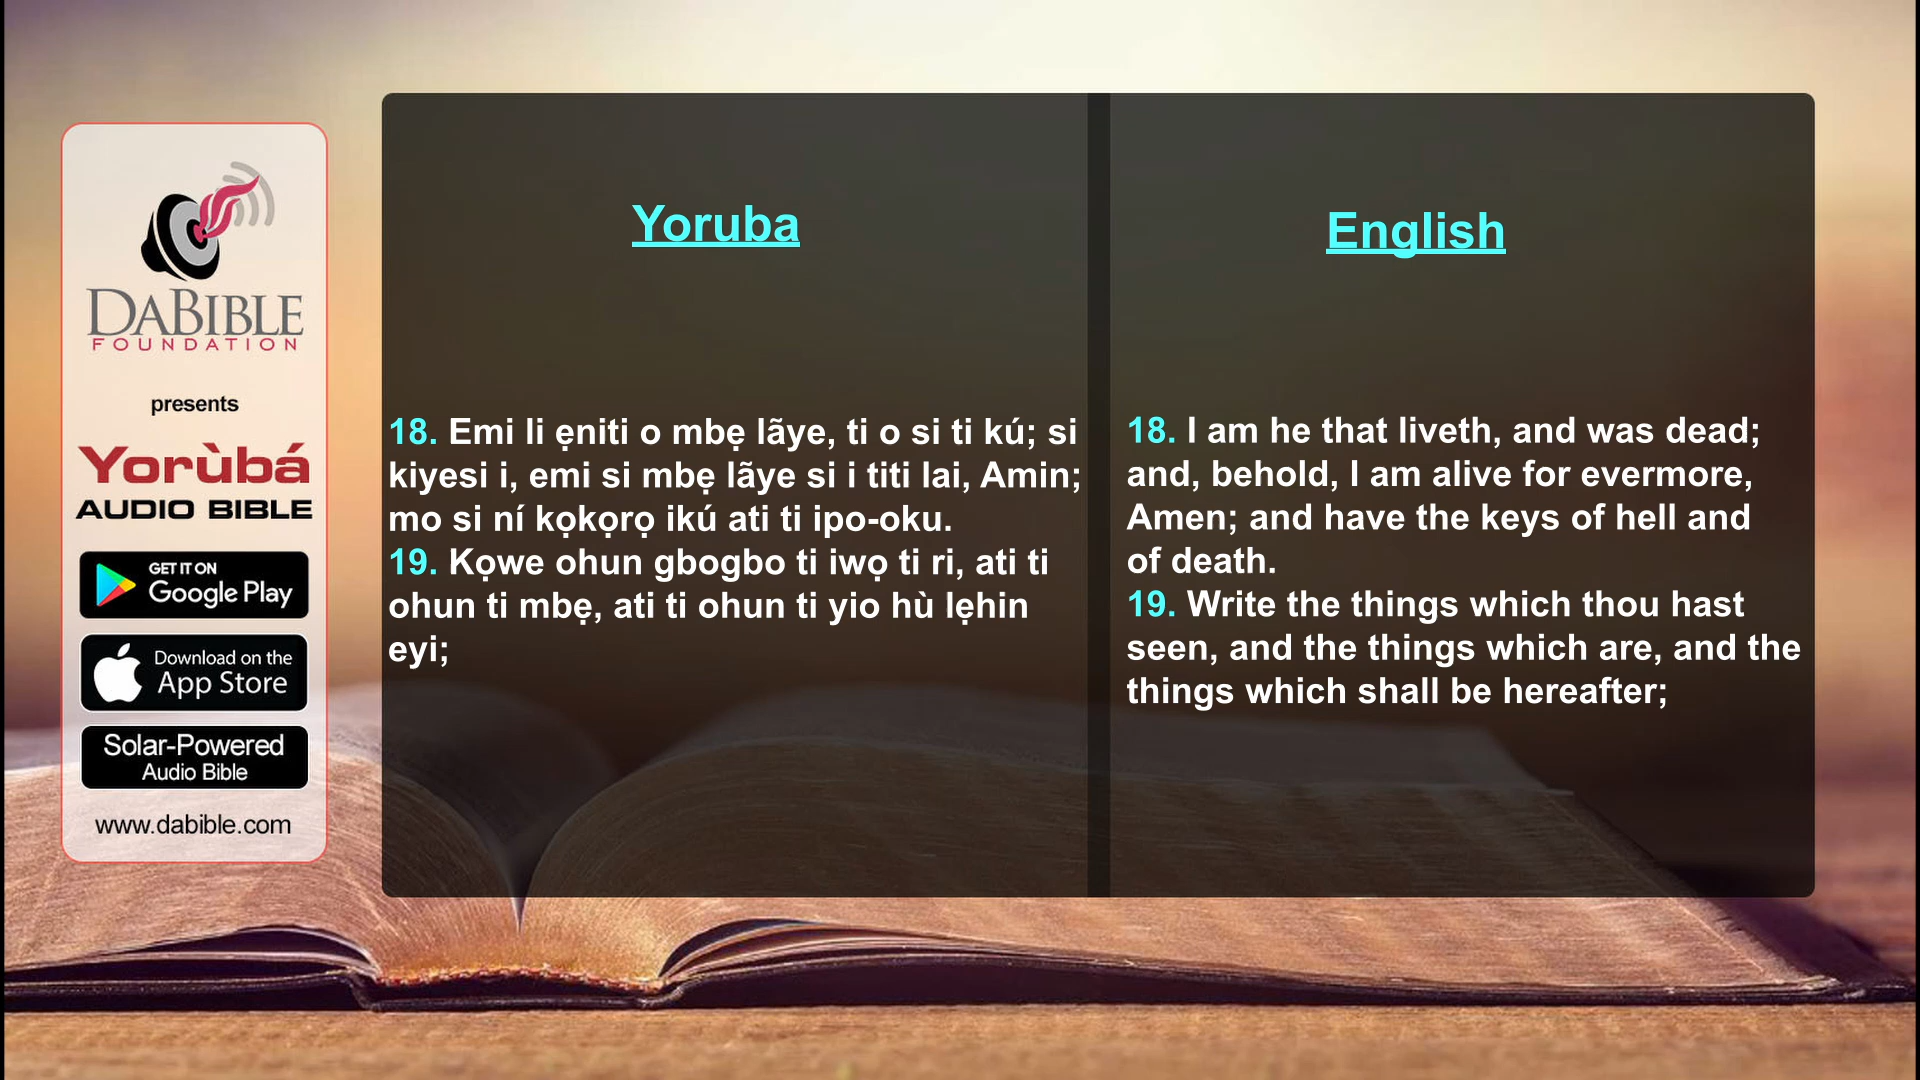 DABIBLE
FOUNDATION
presents
Yorùbá
AUDIO BIBLE
GET IT ON
Google Play
Download on the
App Store
Solar-Powered
Audio Bible
www.dabible.com
Yoruba
18. Emi li ẹniti o mbẹ lãye, ti o si ti kú; si
kiyesi i, emi si mbẹ lãye si i titi lai, Amin;
mo si ní kọkọrọ ikú ati ti ipo-oku.
19. Kọwe ohun gbogbo ti iwọ ti ri, ati ti
ohun ti mbẹ, ati ti ohun ti yio hù lẹhin
eyi;
English
18. I am he that liveth, and was dead;
and, behold, I am alive for evermore,
Amen; and have the keys of hell and
of death.
19. Write the things which thou hast
seen, and the things which are, and the
things which shall be hereafter;